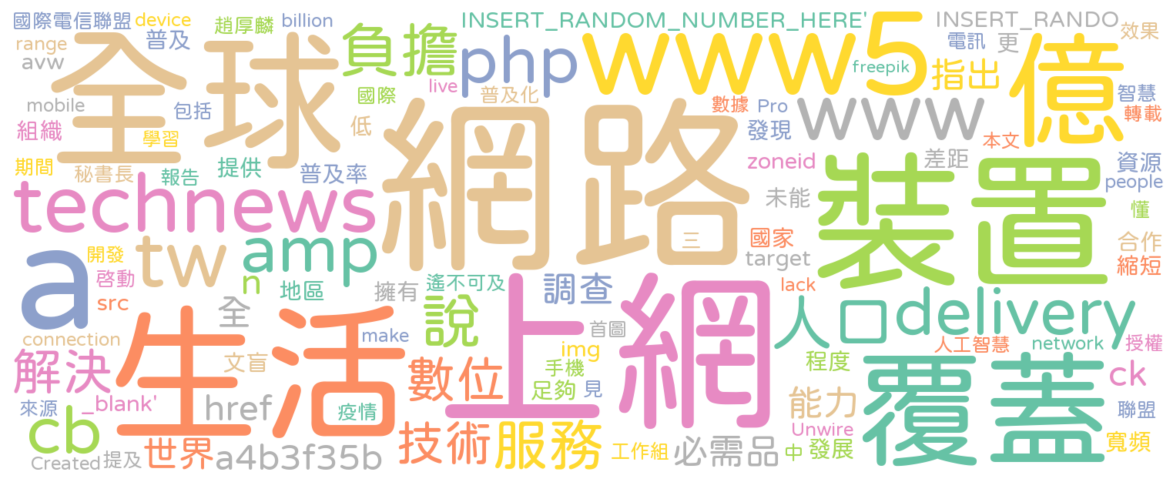 國際電信聯盟 device 趙厚麟 billion INSERT_RANDOM_NUMBER_HERE' INSERT_RANDO
range 普及 負擔 php www5 電訊 更 效果
avw 全球 live freepik 指出 億
mobile 包括 國際 普及化 數據 Pro www 智慧
組織 學習 低 網路 發現 本文 轉載
期間 秘書長 報告 提供 普及率 zoneid 差距 資源
technews 未能 裝置 people
a 開發 tw amp 三 國家 懂
啓動 n 地區 擁有 遙不可及 target 合作
src 全 說 調查 lack 縮短
connection 生活 make 首圖 上網 人口 delivery
解決 文盲 img 人工智慧 network 授權
來源 _blank' href 數位 手機 程度 覆蓋 ck
cb 疫情 足夠 見 能力 聯盟
世界 技術 服務 Unwire 寬頻
Created 提及 a4b3f35b 工作組 必需品 中 發展